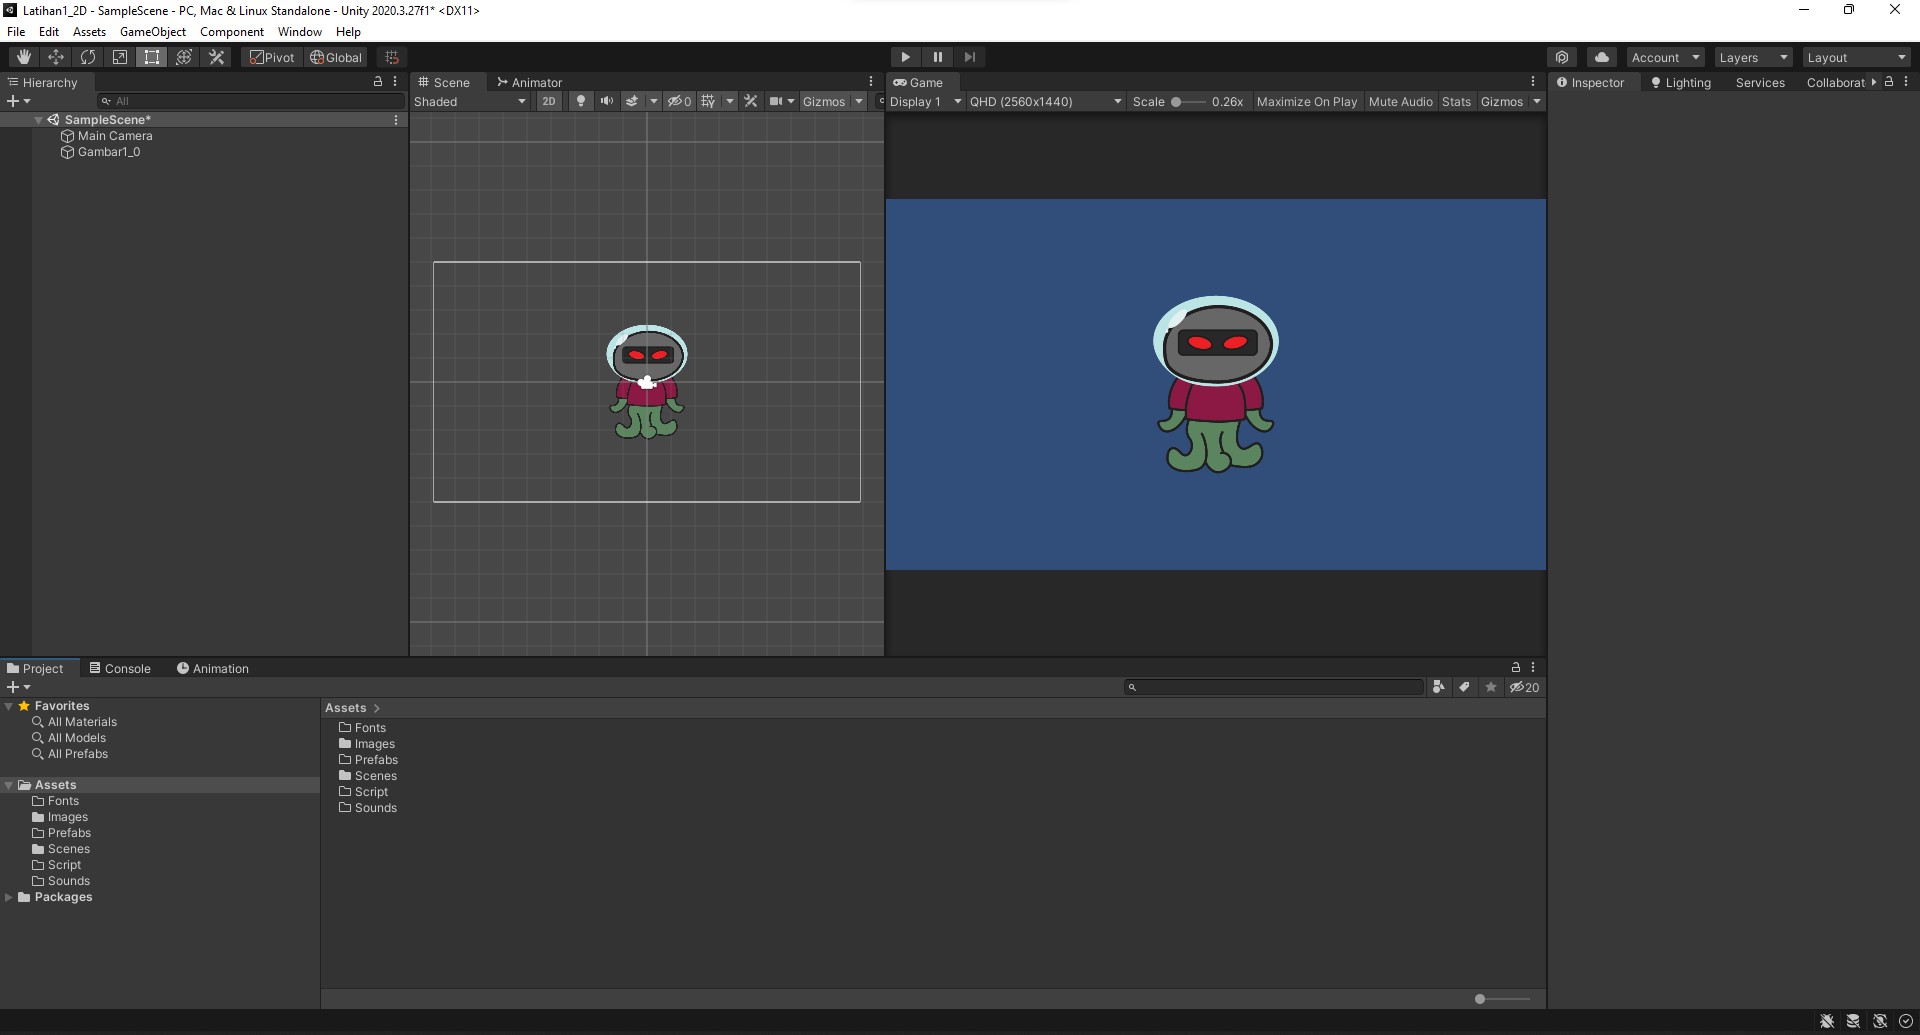 Latihan1_2D - SampleScene - PC, Mac & Linux Standalone - Unity 2020.3.27f1* <DX11>
File Edit Assets GameObject Component Window Help
Pivot Global Account Layers Layout
Hierarchy
All
SampleScene*
Main Camera
Gambar1_0
Scene Animator
Shaded 2D 0 Gizmos
Game
Display 1 QHD (2560x1440) Scale 0.26x Maximize On Play Mute Audio Stats Gizmos
Inspector Lighting Services Collaborat
Project Console Animation
20
Favorites
All Materials
All Models
All Prefabs
Assets
Fonts
Images
Prefabs
Scenes
Script
Sounds
Packages
Assets >
Fonts
Images
Prefabs
Scenes
Script
Sounds